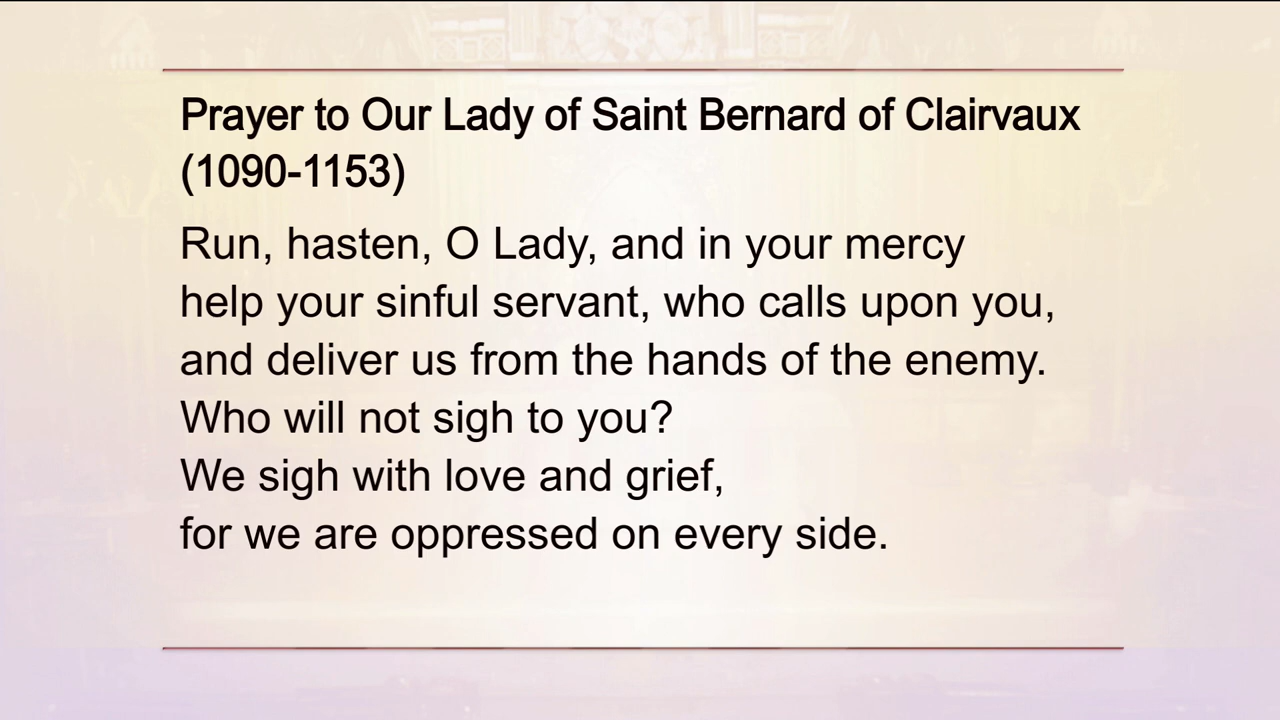 Prayer to Our Lady of Saint Bernard of Clairvaux
(1090-1153)
Run, hasten, O Lady, and in your mercy
help your sinful servant, who calls upon you,
and deliver us from the hands of the enemy.
Who will not sigh to you?
We sigh with love and grief,
for we are oppressed on every side.